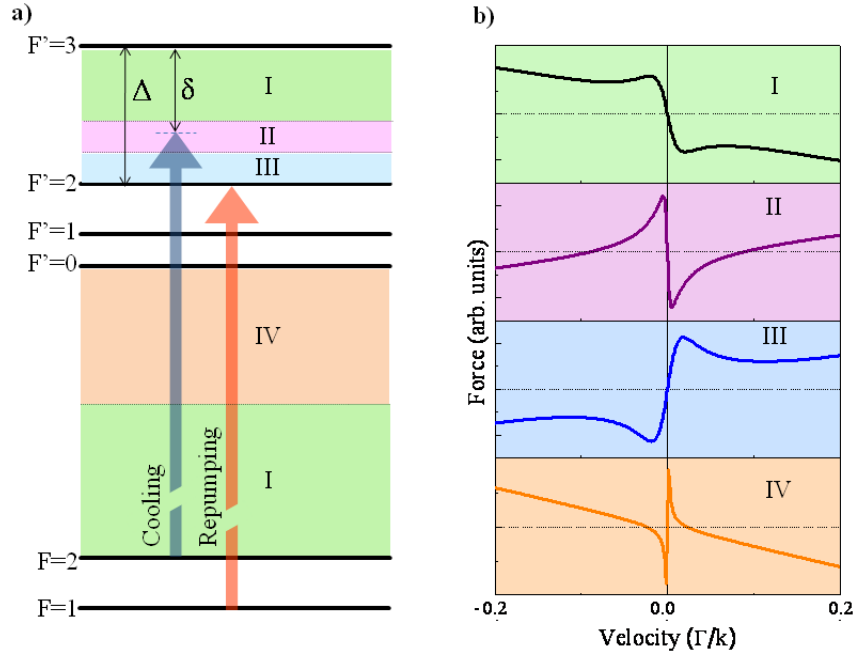 a)
F'=3
Δ
δ
I
II
III
F'=2
F'=1
F'=0
IV
I
Cooling
Repumping
F=2
F=1
b)
I
II
III
IV
Force (arb. units)
-0.2
0.0
0.2
Velocity (Γ/k)